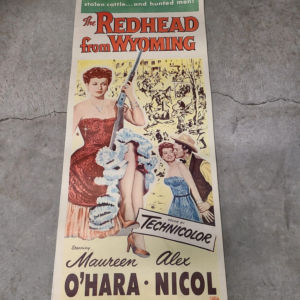 stolen cattle...and hunted men!
The REDHEAD
from WYOMING
COLOR BY
TECHNICOLOR
Starring
Maureen Alex
O'HARA · NICOL